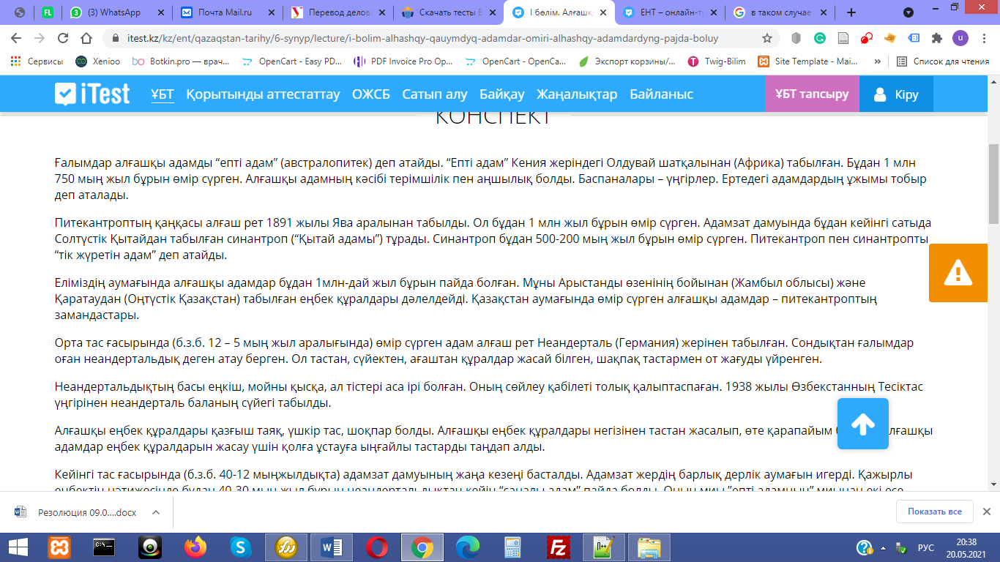 (3) WhatsApp
Почта Mail.ru
Перевод делов
Скачать тесты Е
І бөлім. Алғашқ
ЕНТ – онлайн-т
в таком случае
itest.kz/kz/ent/qazaqstan-tarihy/6-synyp/lecture/i-bolim-alhashqy-qauymdyq-adamdar-omiri-alhashqy-adamdardyng-pajda-boluy
Сервисы
Xenioo
Botkin.pro — врач...
OpenCart - Easy PD...
PDF Invoice Pro Op...
OpenCart - OpenCa...
Экспорт корзины/...
Twig-Bilim
Site Template - Mai...
»
Список для чтения
iTest
ҰБТ
Қорытынды аттестаттау
ОЖСБ
Сатып алу
Байқау
Жаңалықтар
Байланыс
ҰБТ тапсыру
Кіру
КОНСПЕКТ
Ғалымдар алғашқы адамды “епті адам” (австралопитек) деп атайды. “Епті адам” Кения жеріндегі Олдувай шатқалынан (Африка) табылған. Бұдан 1 млн
750 мың жыл бұрын өмір сүрген. Алғашқы адамның кәсібі терімшілік пен аңшылық болды. Баспаналары – үңгірлер. Ертедегі адамдардың ұжымы тобыр
деп аталады.
Питекантроптың қаңқасы алғаш рет 1891 жылы Ява аралынан табылды. Ол бұдан 1 млн жыл бұрын өмір сүрген. Адамзат дамуында бұдан кейінгі сатыда
Солтүстік Қытайдан табылған синантроп (“Қытай адамы”) тұрады. Синантроп бұдан 500-200 мың жыл бұрын өмір сүрген. Питекантроп пен синантропты
“тік жүретін адам” деп атайды.
Еліміздің аумағында алғашқы адамдар бұдан 1млн-дай жыл бұрын пайда болған. Мұны Арыстанды өзенінің бойынан (Жамбыл облысы) және
Қаратаудан (Оңтүстік Қазақстан) табылған еңбек құралдары дәлелдейді. Қазақстан аумағында өмір сүрген алғашқы адамдар – питекантроптың
замандастары.
Орта тас ғасырында (б.з.б. 12 – 5 мың жыл аралығында) өмір сүрген адам алғаш рет Неандерталь (Германия) жерінен табылған. Сондықтан ғалымдар
оған неандертальдық деген атау берген. Ол тастан, сүйектен, ағаштан құралдар жасай білген, шақпақ тастармен от жағуды үйренген.
Неандертальдықтың басы еңкіш, мойны қысқа, ал тістері аса ірі болған. Оның сөйлеу қабілеті толық қалыптаспаған. 1938 жылы Өзбекстанның Тесіктас
үңгірінен неандерталь баланың сүйегі табылды.
Алғашқы еңбек құралдары қазғыш таяқ, үшкір тас, шоқпар болды. Алғашқы еңбек құралдары негізінен тастан жасалып, өте қарапайым алғашқы
адамдар еңбек құралдарын жасау үшін қолға ұстауға ыңғайлы тастарды таңдап алды.
Кейінгі тас ғасырында (б.з.б. 40-12 мыңжылдықта) адамзат дамуының жаңа кезеңі басталды. Адамзат жердің барлық дерлік аумағын игерді. Қажырлы
еңбектің нәтижесінде бұдан 40-30 мың жыл бұрын неандертальдықтан кейін “саналы адам” пайда болды. Оның миы ”епті адамның” миынан екі есе
Резолюция 09.0....docx
Показать все
РУС
20:38
20.05.2021